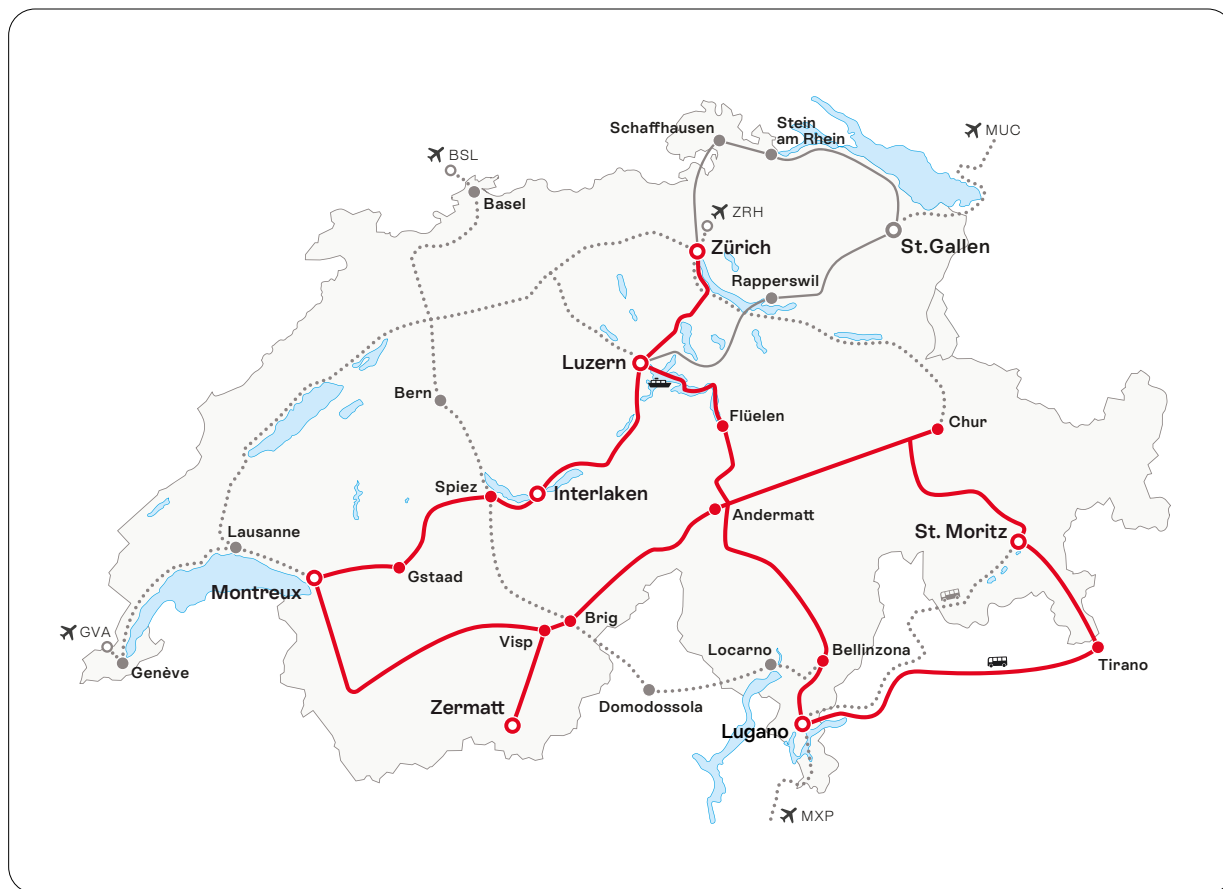 Schaffhausen
Stein
am Rhein
MUC
BSL
Basel
ZRH
Zürich
St.Gallen
Rapperswil
Luzern
Bern
Flüelen
Chur
Spiez
Interlaken
Andermatt
Lausanne
St. Moritz
Gstaad
Montreux
Brig
GVA
Visp
Locarno
Bellinzona
Genève
Tirano
Zermatt
Domodossola
Lugano
MXP